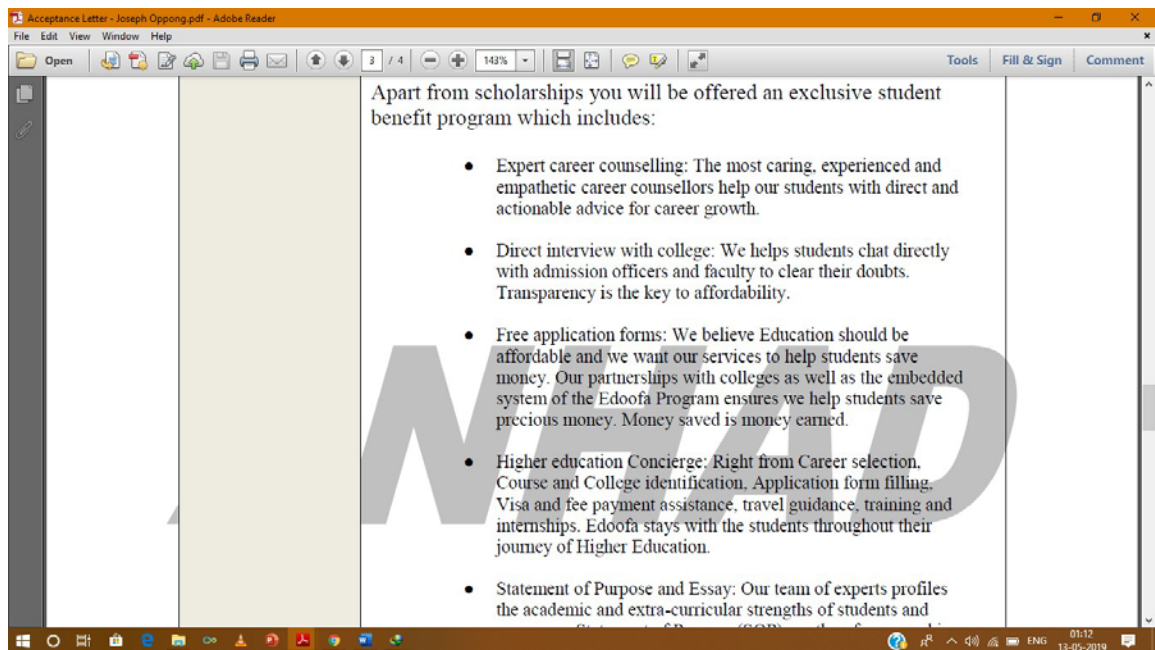 Acceptance Letter - Joseph Oppong.pdf - Adobe Reader
File Edit View Window Help
Open 3 / 4 143% Tools Fill & Sign Comment
Apart from scholarships you will be offered an exclusive student
benefit program which includes:
● Expert career counselling: The most caring, experienced and
empathetic career counsellors help our students with direct and
actionable advice for career growth.
● Direct interview with college: We helps students chat directly
with admission officers and faculty to clear their doubts.
Transparency is the key to affordability.
● Free application forms: We believe Education should be
affordable and we want our services to help students save
money. Our partnerships with colleges as well as the embedded
system of the Edoofa Program ensures we help students save
precious money. Money saved is money earned.
● Higher education Concierge: Right from Career selection,
Course and College identification, Application form filling,
Visa and fee payment assistance, travel guidance, training and
internships. Edoofa stays with the students throughout their
journey of Higher Education.
● Statement of Purpose and Essay: Our team of experts profiles
the academic and extra-curricular strengths of students and
NHAD
ENG 01:12
13-05-2019